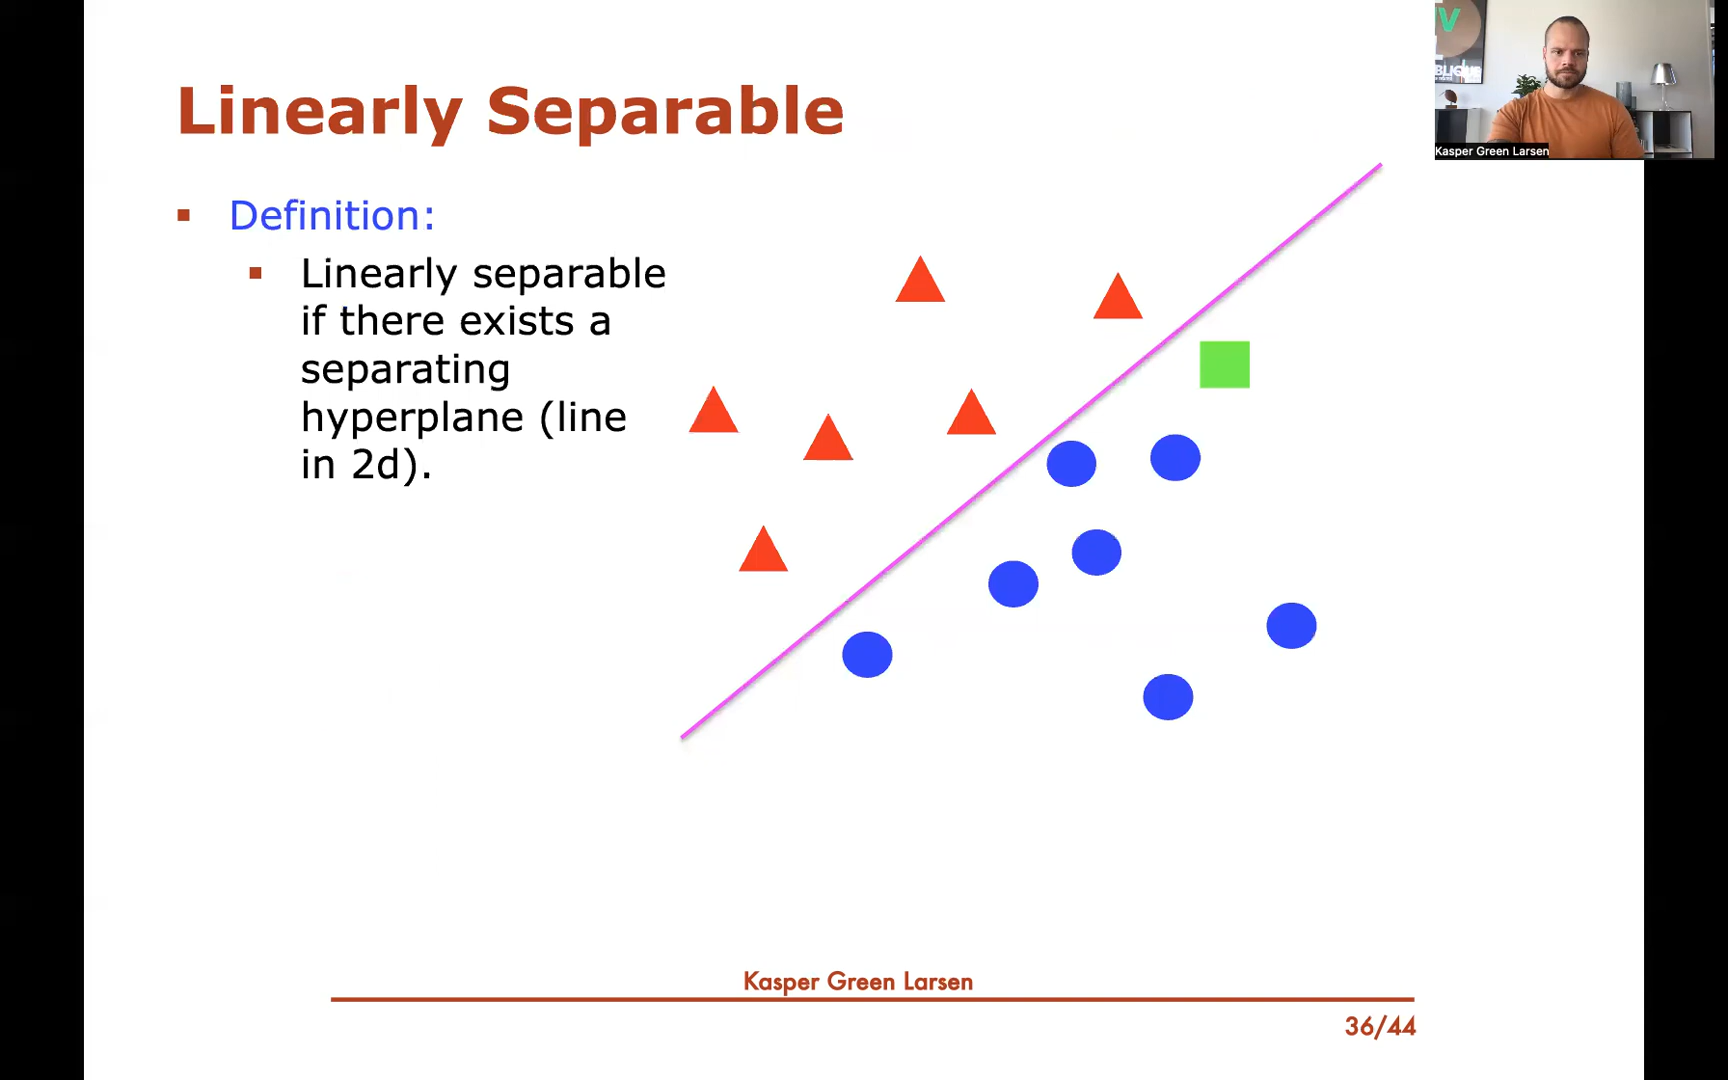 Linearly Separable
Definition:
Linearly separable
if there exists a
separating
hyperplane (line
in 2d).
V
BLIQUE
Kasper Green Larsen
Kasper Green Larsen
36/44